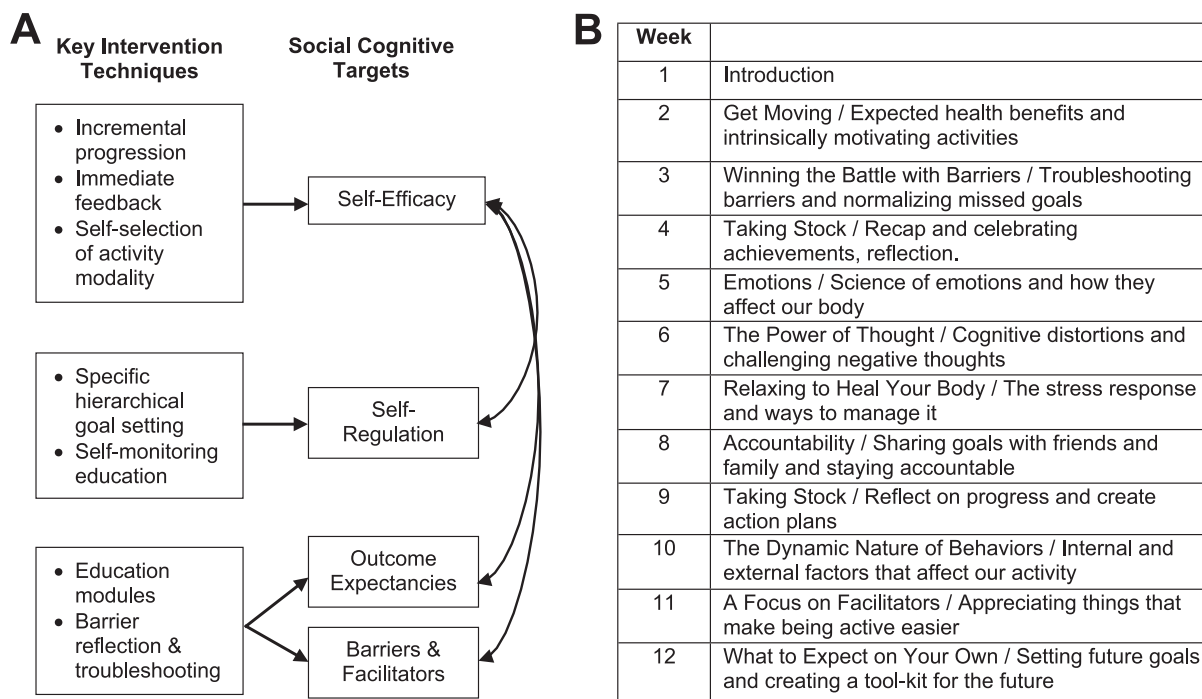 A
Key Intervention
Techniques
Social Cognitive
Targets
• Incremental
progression
• Immediate
feedback
• Self-selection
of activity
modality
Self-Efficacy
• Specific
hierarchical
goal setting
• Self-monitoring
education
Self-
Regulation
• Education
modules
• Barrier
reflection &
troubleshooting
Outcome
Expectancies
Barriers &
Facilitators
B
Week
1 Introduction
2 Get Moving / Expected health benefits and
intrinsically motivating activities
3 Winning the Battle with Barriers / Troubleshooting
barriers and normalizing missed goals
4 Taking Stock / Recap and celebrating
achievements, reflection.
5 Emotions / Science of emotions and how they
affect our body
6 The Power of Thought / Cognitive distortions and
challenging negative thoughts
7 Relaxing to Heal Your Body / The stress response
and ways to manage it
8 Accountability / Sharing goals with friends and
family and staying accountable
9 Taking Stock / Reflect on progress and create
action plans
10 The Dynamic Nature of Behaviors / Internal and
external factors that affect our activity
11 A Focus on Facilitators / Appreciating things that
make being active easier
12 What to Expect on Your Own / Setting future goals
and creating a tool-kit for the future